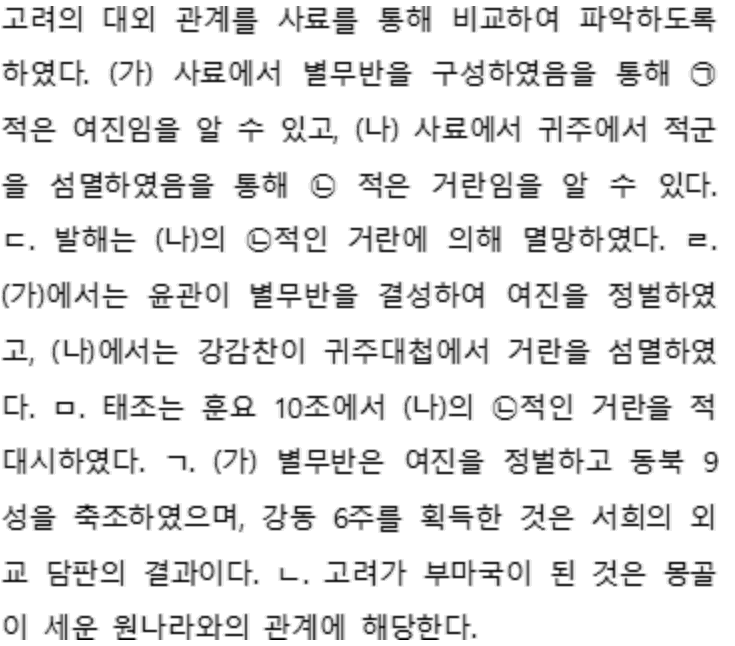 고려의 대외 관계를 사료를 통해 비교하여 파악하도록
하였다. (가) 사료에서 별무반을 구성하였음을 통해 ㉠
적은 여진임을 알 수 있고, (나) 사료에서 귀주에서 적군
을 섬멸하였음을 통해 ㉡ 적은 거란임을 알 수 있다.
ㄷ. 발해는 (나)의 ㉡적인 거란에 의해 멸망하였다. ㄹ.
(가)에서는 윤관이 별무반을 결성하여 여진을 정벌하였
고, (나)에서는 강감찬이 귀주대첩에서 거란을 섬멸하였
다. ㅁ. 태조는 훈요 10조에서 (나)의 ㉡적인 거란을 적
대시하였다. ㄱ. (가) 별무반은 여진을 정벌하고 동북 9
성을 축조하였으며, 강동 6주를 획득한 것은 서희의 외
교 담판의 결과이다. ㄴ. 고려가 부마국이 된 것은 몽골
이 세운 원나라와의 관계에 해당한다.